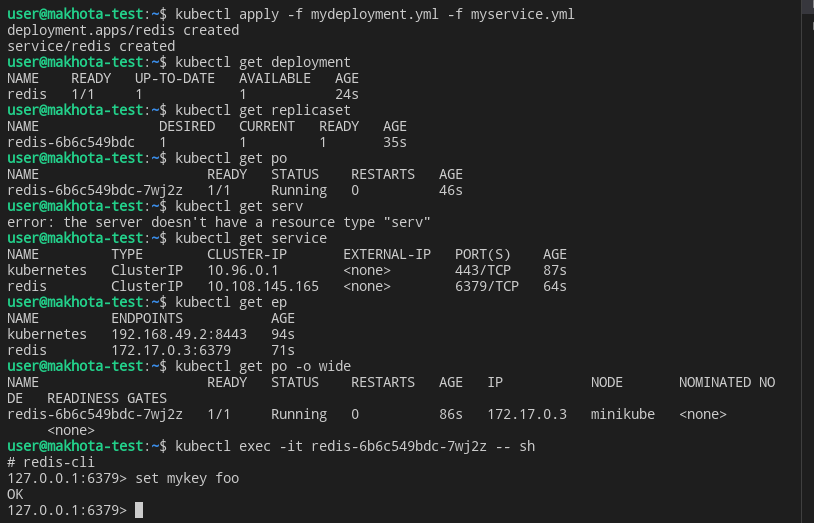 user@makhota-test:~$ kubectl apply -f mydeployment.yml -f myservice.yml
deployment.apps/redis created
service/redis created
user@makhota-test:~$ kubectl get deployment
NAME    READY   UP-TO-DATE   AVAILABLE   AGE
redis   1/1     1            1           24s
user@makhota-test:~$ kubectl get replicaset
NAME               DESIRED   CURRENT   READY   AGE
redis-6b6c549bdc   1         1         1       35s
user@makhota-test:~$ kubectl get po
NAME                     READY   STATUS    RESTARTS   AGE
redis-6b6c549bdc-7wj2z   1/1     Running   0          46s
user@makhota-test:~$ kubectl get serv
error: the server doesn't have a resource type "serv"
user@makhota-test:~$ kubectl get service
NAME         TYPE        CLUSTER-IP       EXTERNAL-IP   PORT(S)    AGE
kubernetes   ClusterIP   10.96.0.1        <none>        443/TCP    87s
redis        ClusterIP   10.108.145.165   <none>        6379/TCP   64s
user@makhota-test:~$ kubectl get ep
NAME         ENDPOINTS           AGE
kubernetes   192.168.49.2:8443   94s
redis        172.17.0.3:6379     71s
user@makhota-test:~$ kubectl get po -o wide
NAME                     READY   STATUS    RESTARTS   AGE   IP           NODE       NOMINATED NO
DE   READINESS GATES
redis-6b6c549bdc-7wj2z   1/1     Running   0          86s   172.17.0.3   minikube   <none>
     <none>
user@makhota-test:~$ kubectl exec -it redis-6b6c549bdc-7wj2z -- sh
# redis-cli
127.0.0.1:6379> set mykey foo
OK
127.0.0.1:6379>